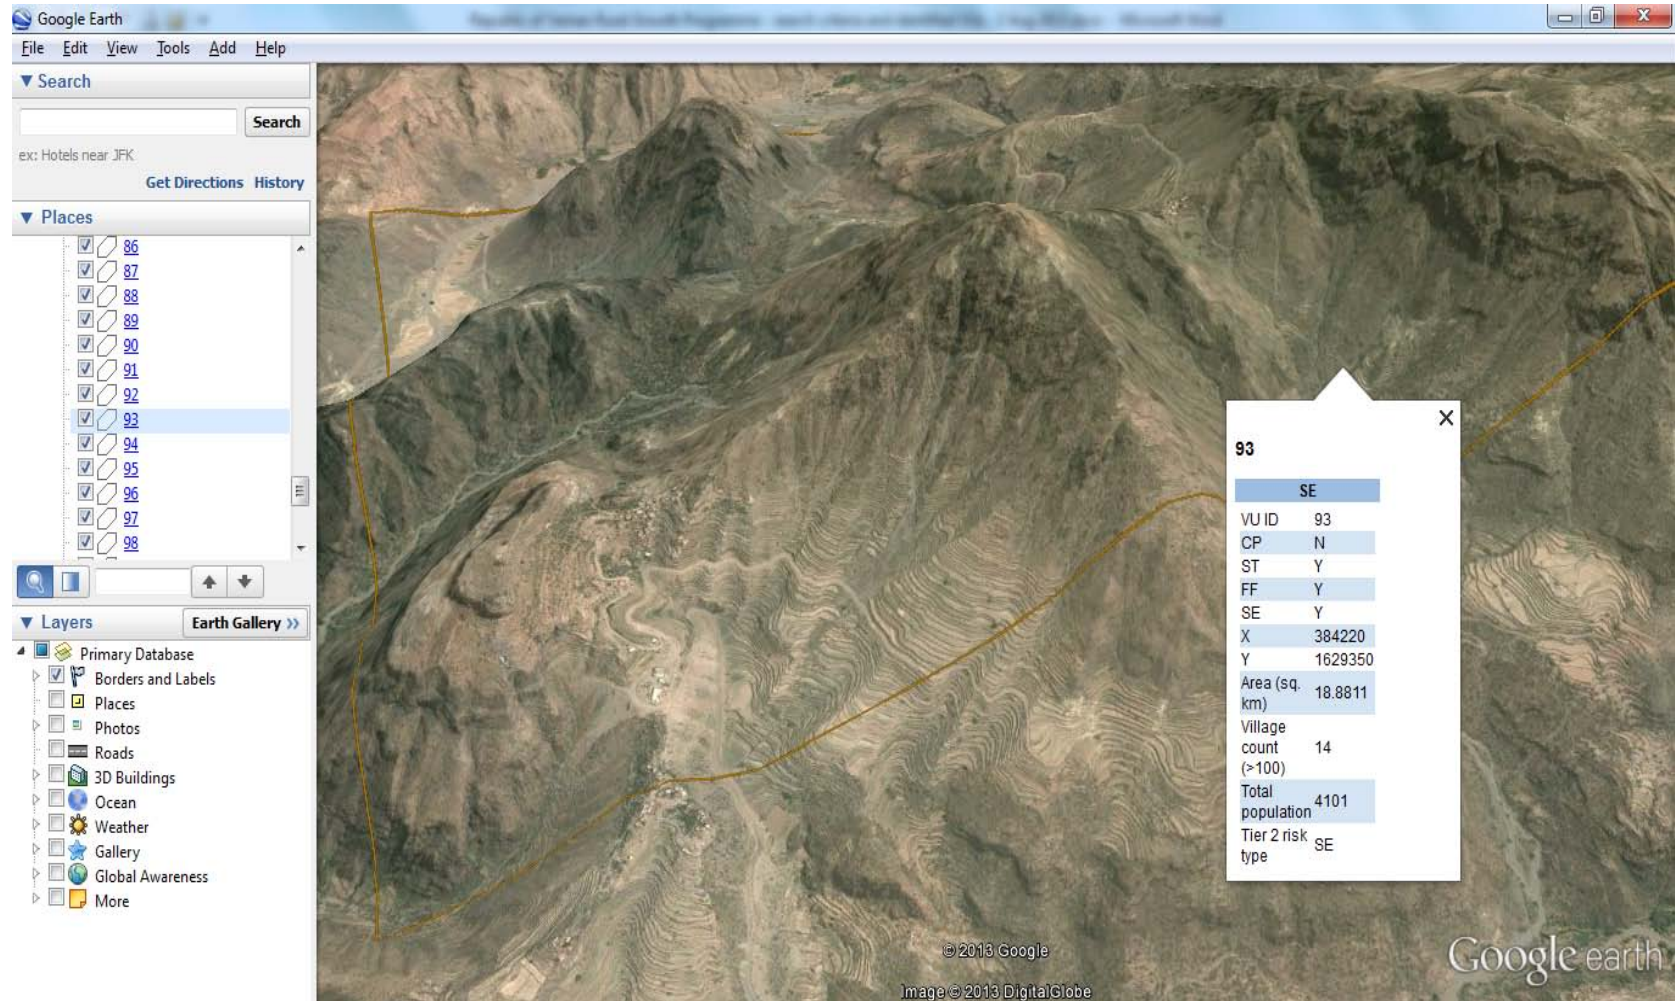 Google Earth
File Edit View Tools Add Help
Search
Search
ex: Hotels near JFK
Get Directions History
Places
86
87
88
89
90
91
92
93
94
95
96
97
98
Layers
Earth Gallery »
Primary Database
Borders and Labels
Places
Photos
Roads
3D Buildings
Ocean
Weather
Gallery
Global Awareness
More
93
SE
VU ID 93
CP N
ST Y
FF Y
SE Y
X 384220
Y 1629350
Area (sq.
km) 18.8811
Village
count 14
(>100)
Total
population 4101
Tier 2 risk
type SE
© 2013 Google
Image © 2013 DigitalGlobe
Google earth